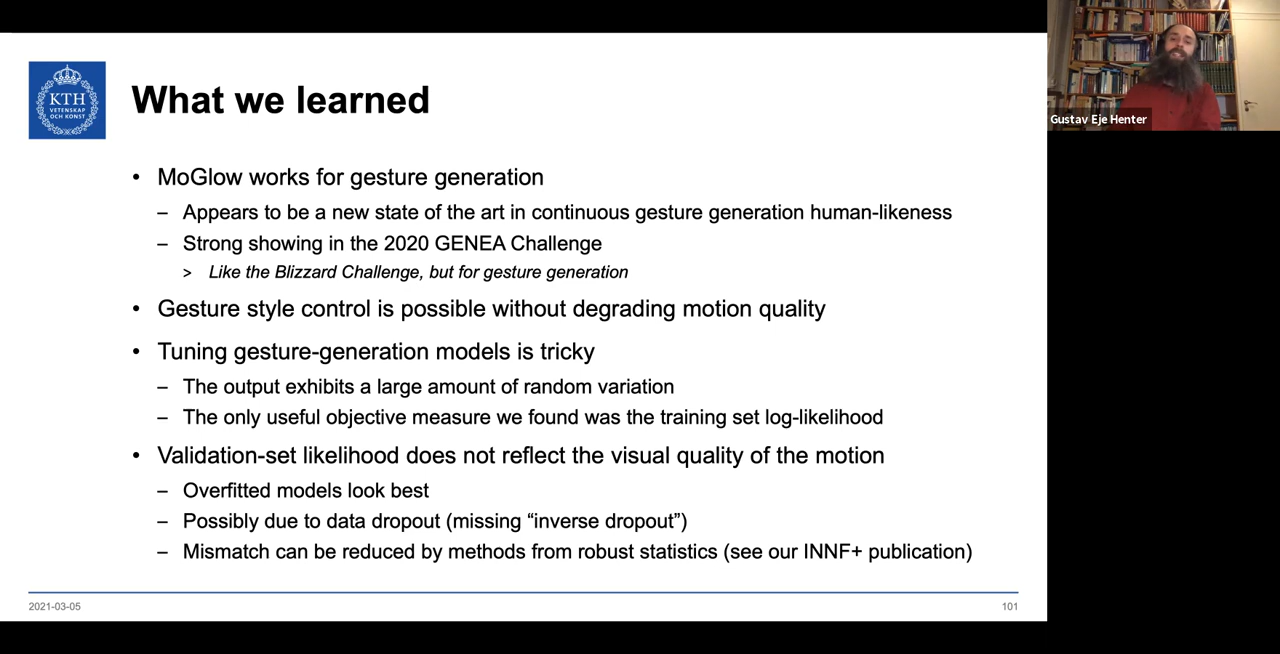 KTH
VETENSKAP
OCH KONST
What we learned
Gustav Eje Henter
• MoGlow works for gesture generation
– Appears to be a new state of the art in continuous gesture generation human-likeness
– Strong showing in the 2020 GENEA Challenge
> Like the Blizzard Challenge, but for gesture generation
• Gesture style control is possible without degrading motion quality
• Tuning gesture-generation models is tricky
– The output exhibits a large amount of random variation
– The only useful objective measure we found was the training set log-likelihood
• Validation-set likelihood does not reflect the visual quality of the motion
– Overfitted models look best
– Possibly due to data dropout (missing “inverse dropout”)
– Mismatch can be reduced by methods from robust statistics (see our INNF+ publication)
2021-03-05
101